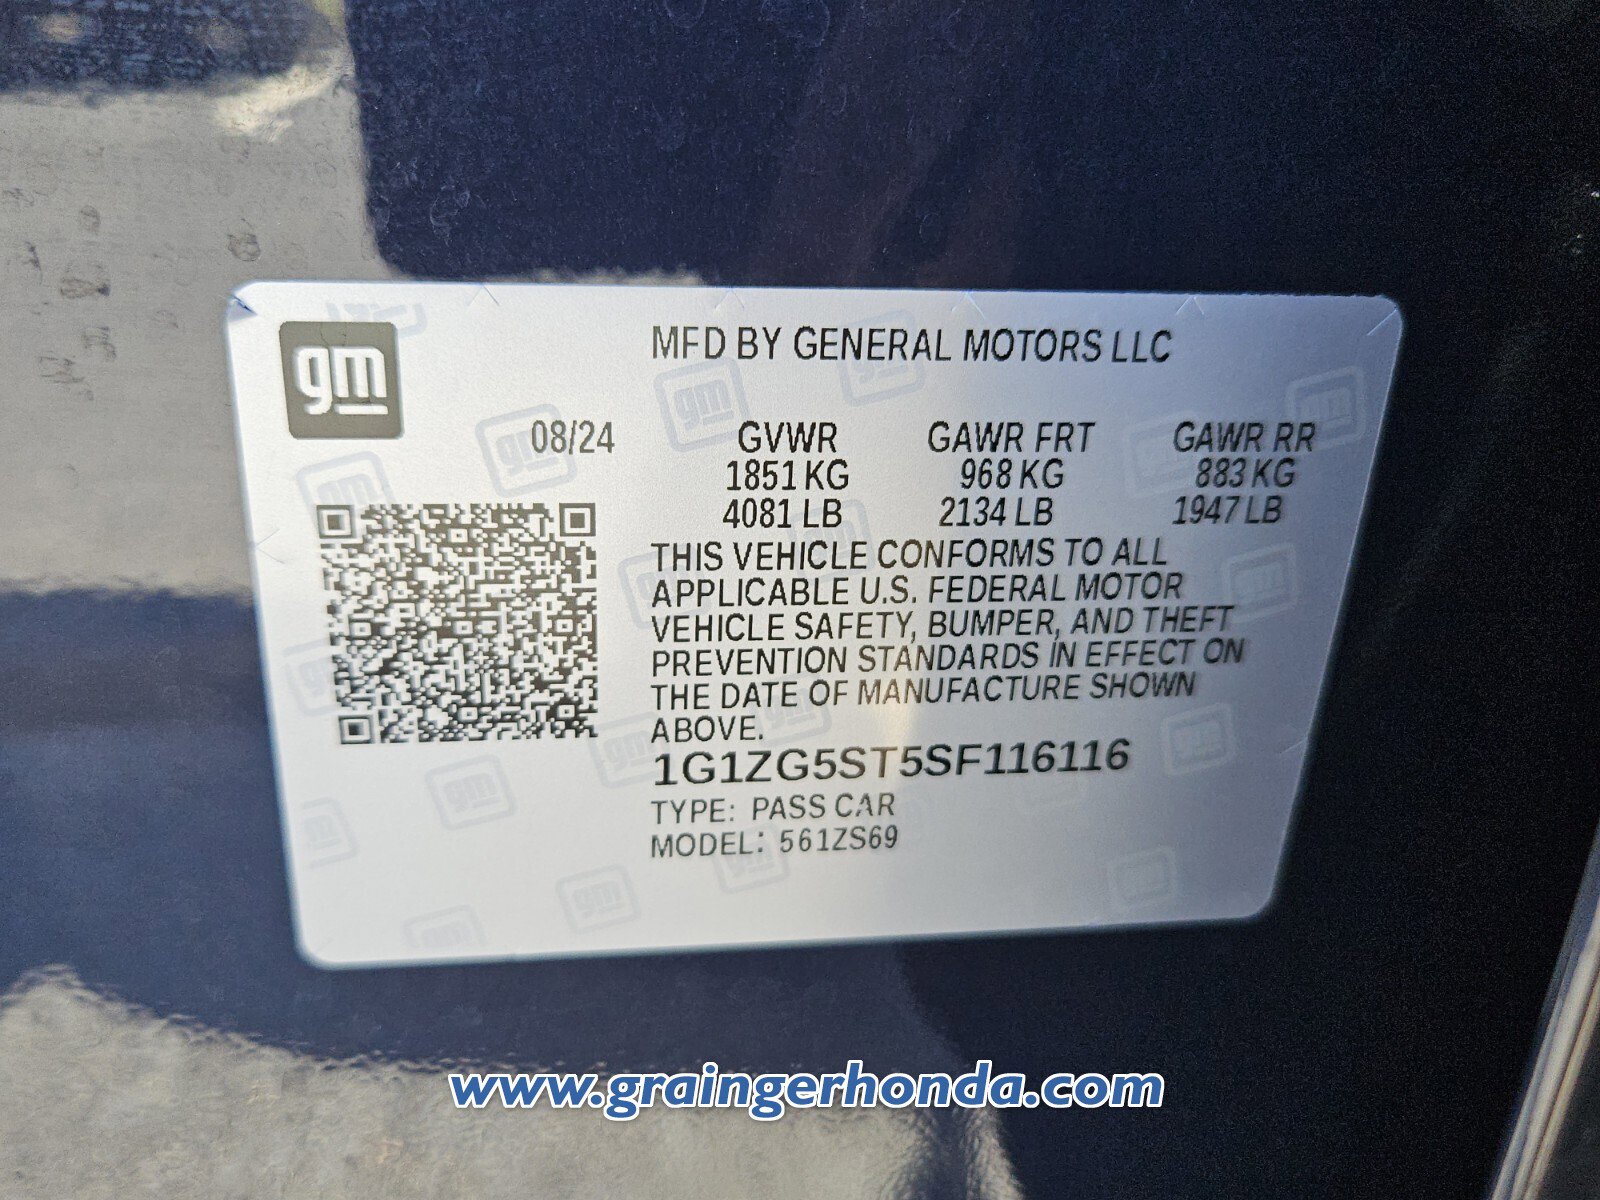 gm
MFD BY GENERAL MOTORS LLC
08/24 GVWR GAWR FRT GAWR RR
1851 KG 968 KG 883 KG
4081 LB 2134 LB 1947 LB
THIS VEHICLE CONFORMS TO ALL
APPLICABLE U.S. FEDERAL MOTOR
VEHICLE SAFETY, BUMPER, AND THEFT
PREVENTION STANDARDS IN EFFECT ON
THE DATE OF MANUFACTURE SHOWN
ABOVE.
1G1ZG5ST5SF116116
TYPE: PASS CAR
MODEL: 561ZS69
www.graingerhonda.com